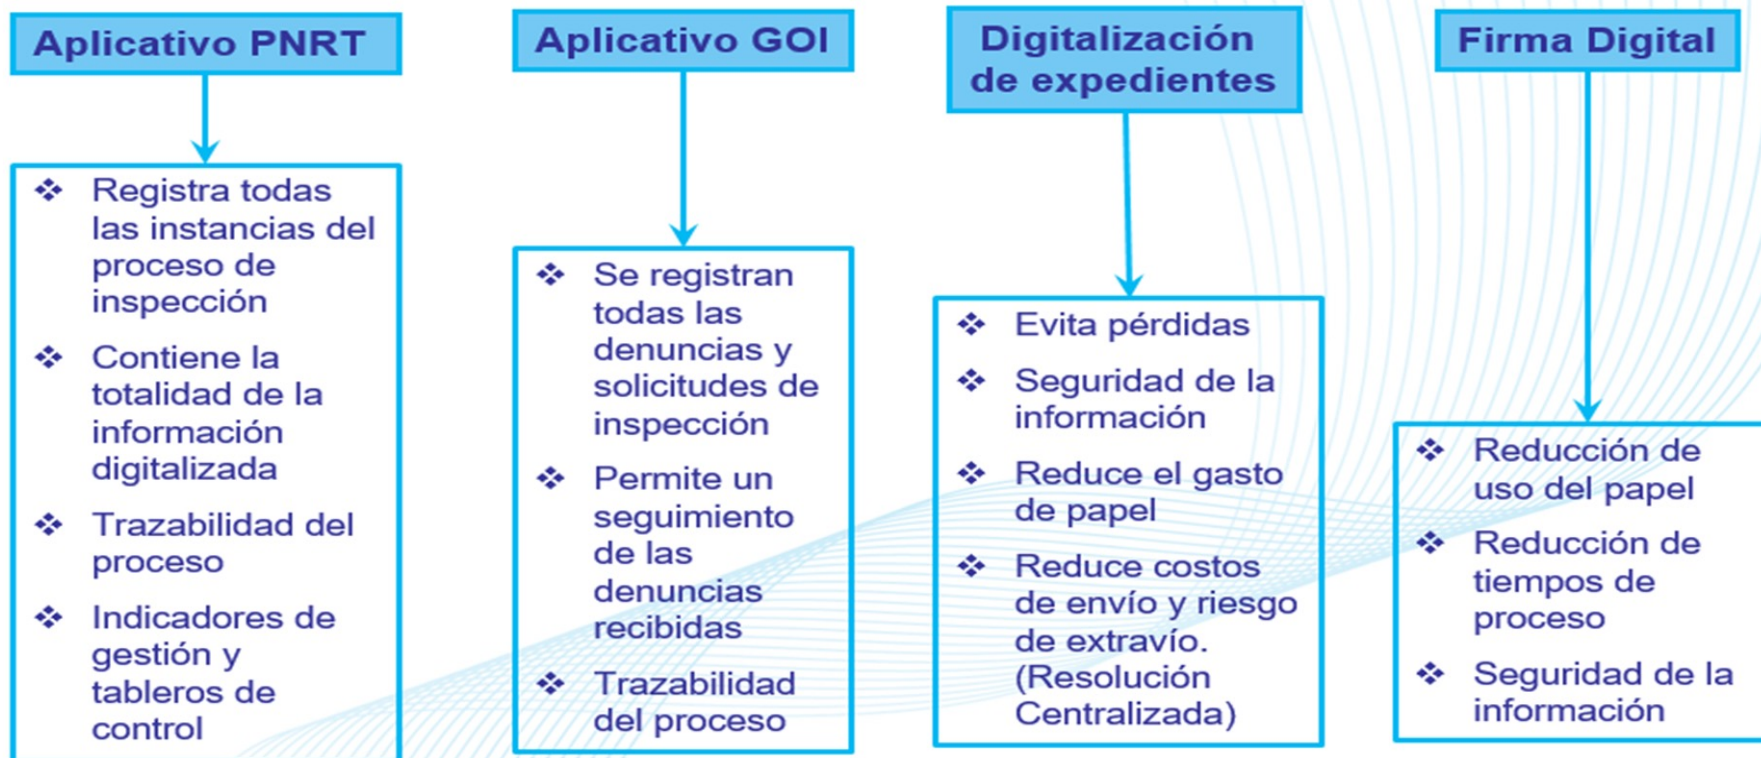 Aplicativo PNRT
Registra todas
las instancias del
proceso de
inspección
Contiene la
totalidad de la
información
digitalizada
Trazabilidad del
proceso
Indicadores de
gestión y
tableros de
control
Aplicativo GOI
Se registran
todas las
denuncias y
solicitudes de
inspección
Permite un
seguimiento
de las
denuncias
recibidas
Trazabilidad
del proceso
Digitalización
de expedientes
Evita pérdidas
Seguridad de la
información
Reduce el gasto
de papel
Reduce costos
de envío y riesgo
de extravío.
(Resolución
Centralizada)
Firma Digital
Reducción de
uso del papel
Reducción de
tiempos de
proceso
Seguridad de la
información